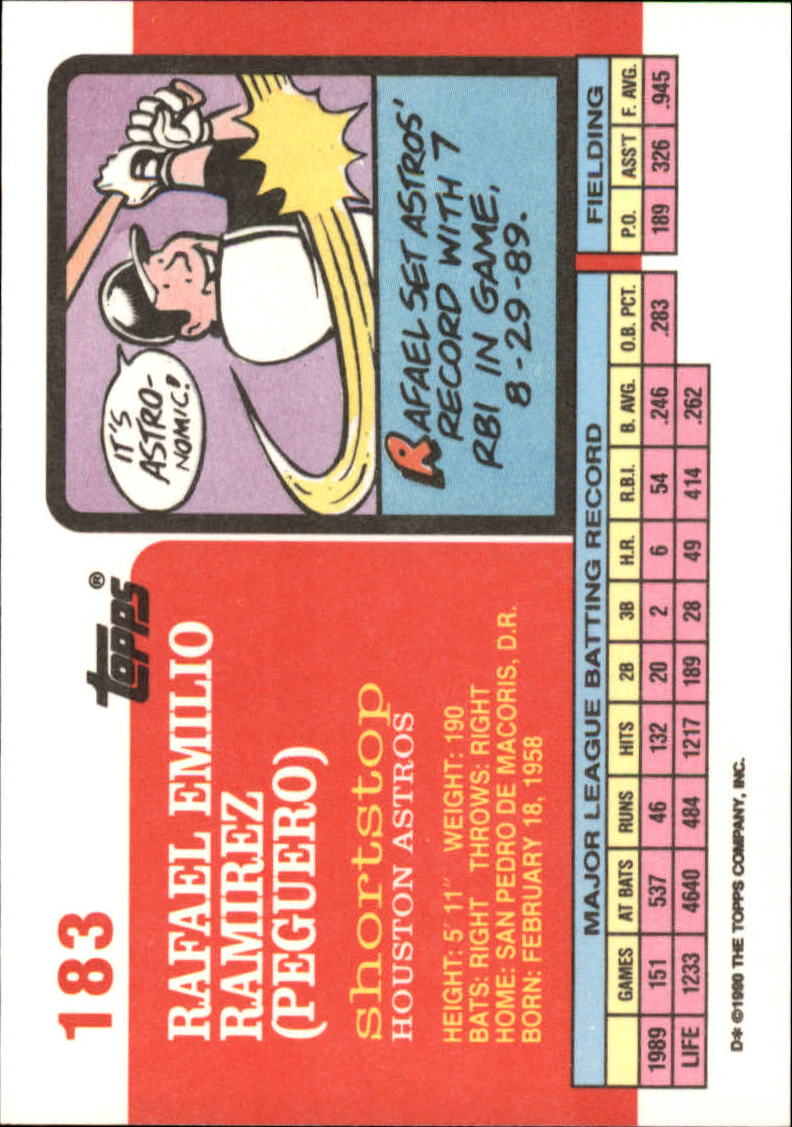 183
topps®
RAFAEL EMILIO
RAMIREZ
(PEGUERO)
shortstop
HOUSTON ASTROS
HEIGHT: 5' 11" WEIGHT: 190
BATS: RIGHT THROWS: RIGHT
HOME: SAN PEDRO DE MACORIS, D.R.
BORN: FEBRUARY 18, 1958
IT'S
ASTRO-
NOMIC!
RAFAEL SET ASTROS'
RECORD WITH 7
RBI IN GAME,
8-29-89.
MAJOR LEAGUE BATTING RECORD FIELDING
GAMES AT BATS RUNS HITS 2B 3B H.R. R.B.I. B. AVG. O.B. PCT. P.O. ASS'T F. AVG.
1989 151 537 46 132 20 2 6 54 .246 .283 189 326 .945
LIFE 1233 4640 484 1217 189 28 49 414 .262
D* ©1990 THE TOPPS COMPANY, INC.